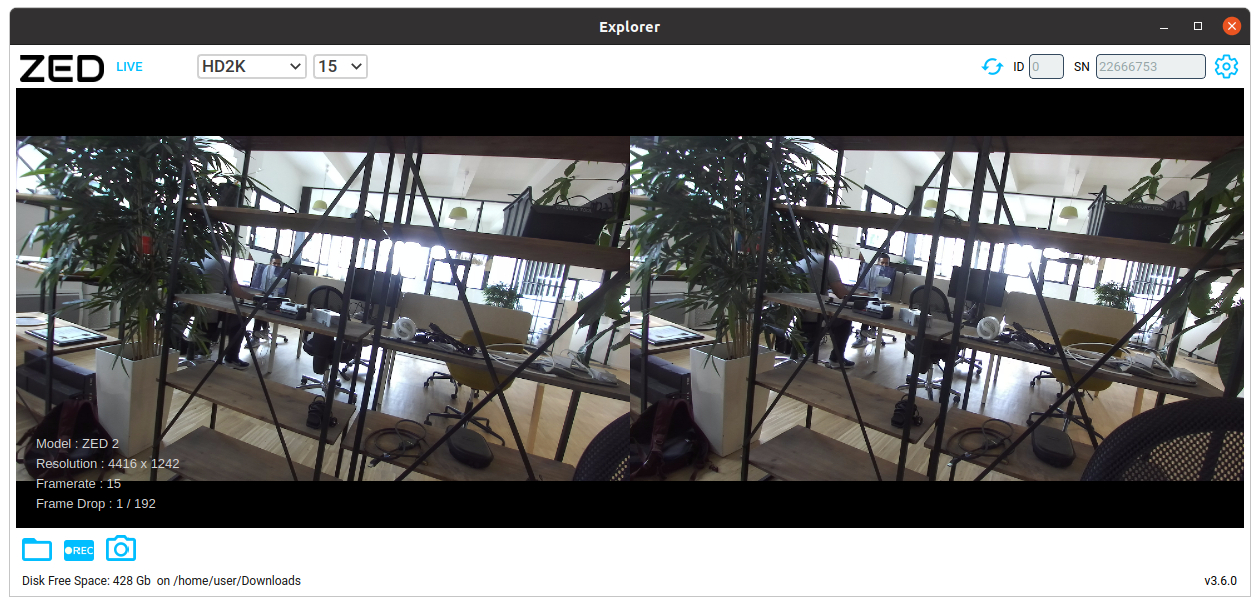 Explorer
ZED LIVE HD2K 15 ID 0 SN 22666753
Model : ZED 2
Resolution : 4416 x 1242
Framerate : 15
Frame Drop : 1 / 192
REC
Disk Free Space: 428 Gb on /home/user/Downloads v3.6.0